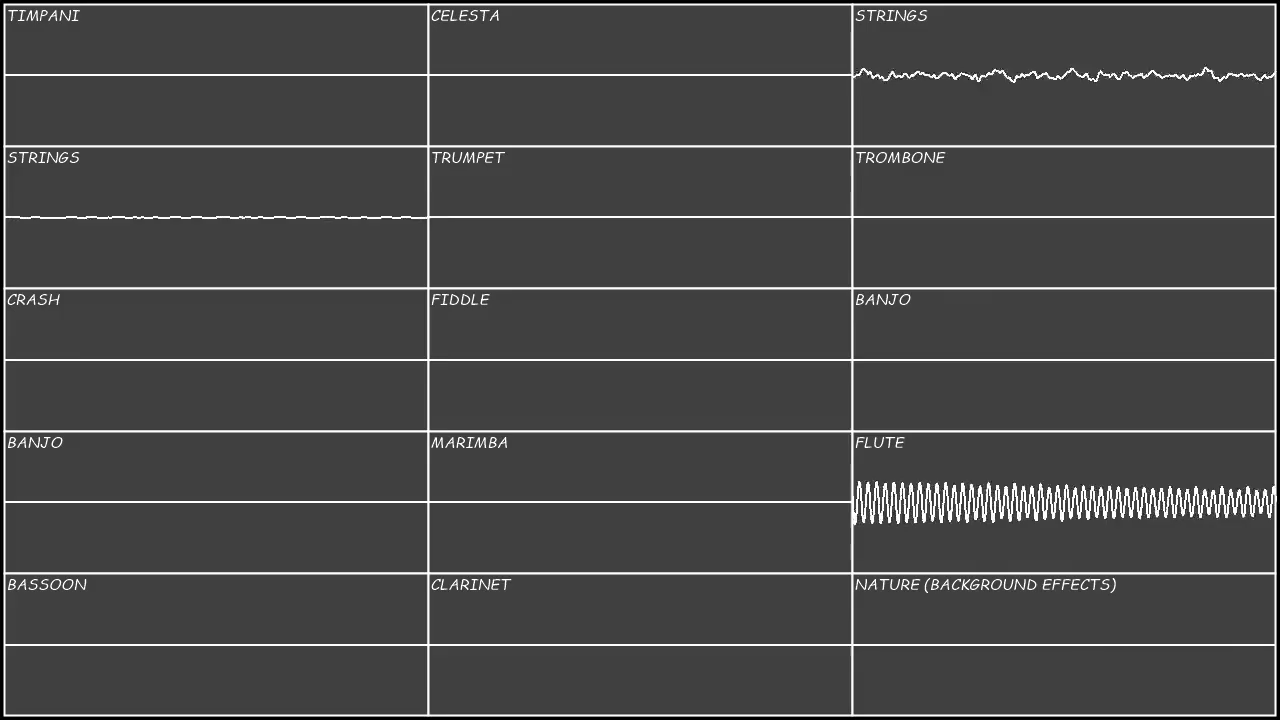 TIMPANI
CELESTA
STRINGS
STRINGS
TRUMPET
TROMBONE
CRASH
FIDDLE
BANJO
BANJO
MARIMBA
FLUTE
BASSOON
CLARINET
NATURE (BACKGROUND EFFECTS)